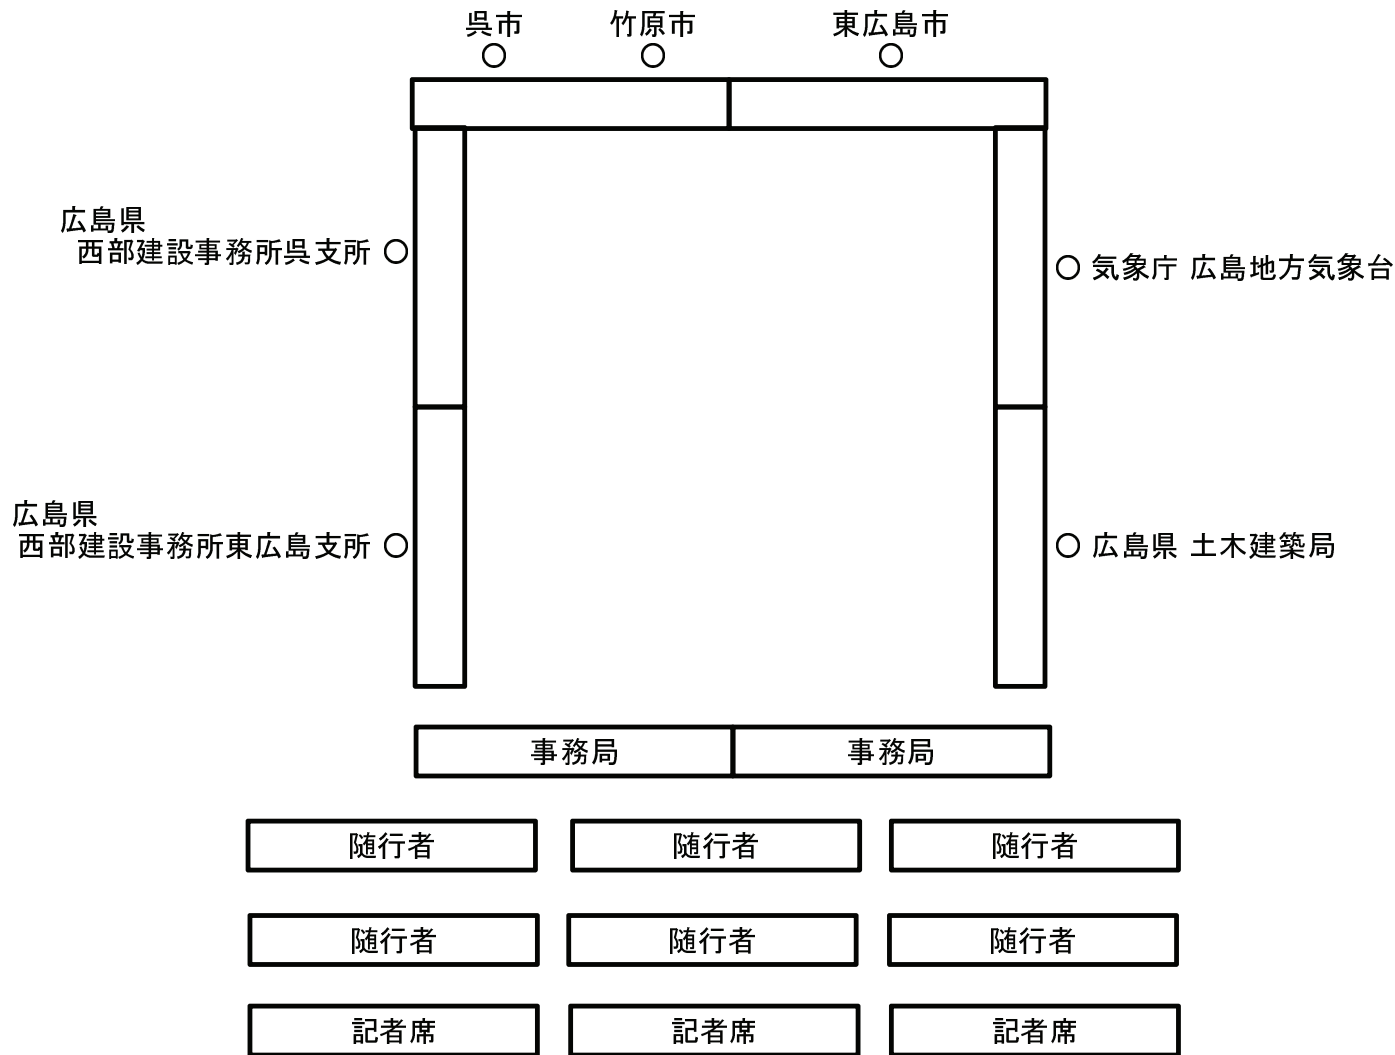 呉市
竹原市
東広島市
広島県
西部建設事務所呉支所
気象庁 広島地方気象台
広島県
西部建設事務所東広島支所
広島県 土木建築局
事務局
事務局
随行者
随行者
随行者
随行者
随行者
随行者
記者席
記者席
記者席